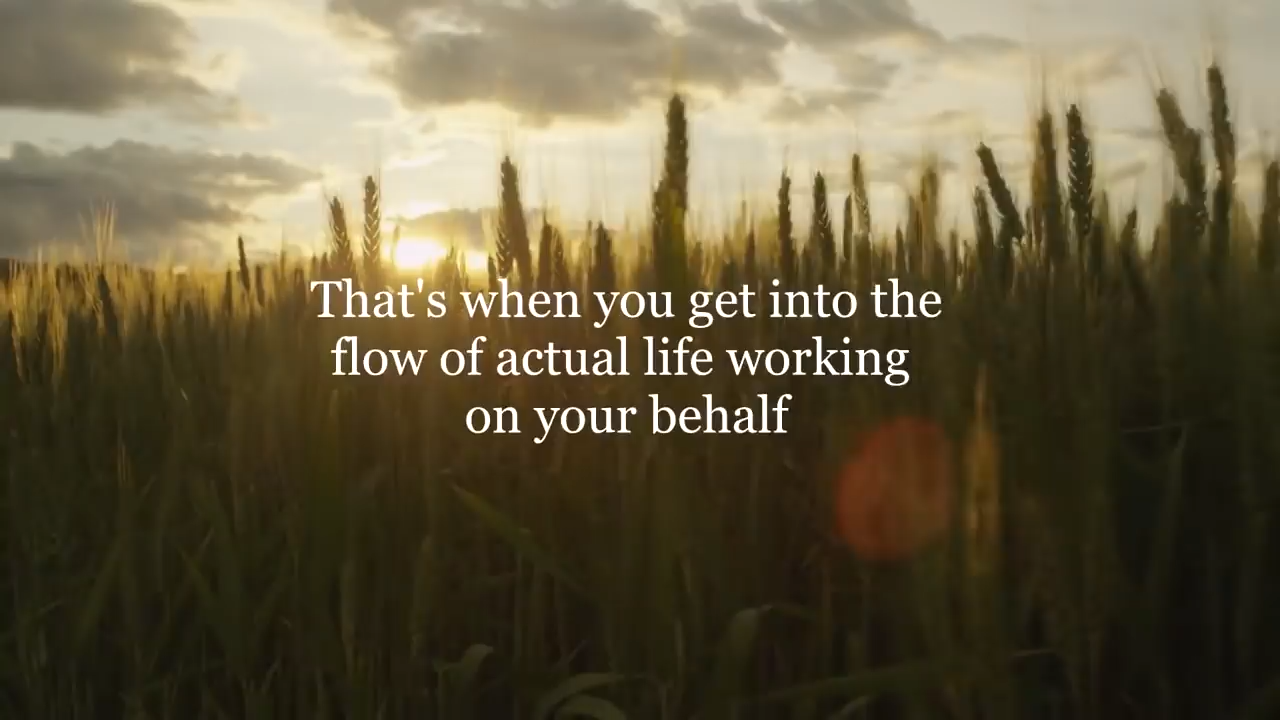 That's when you get into the
flow of actual life working
on your behalf